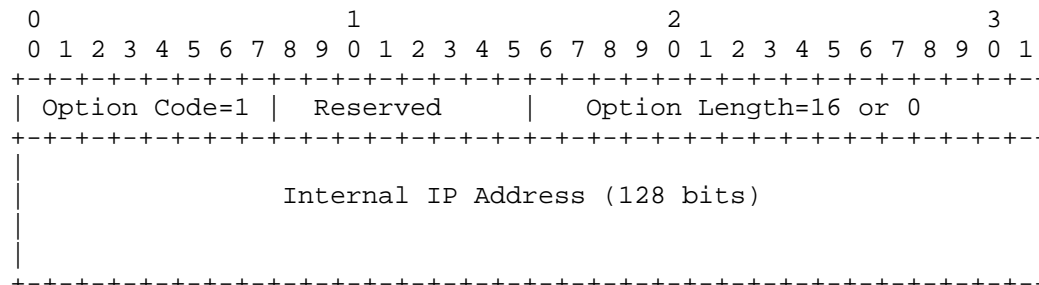 0                   1                   2                   3
 0 1 2 3 4 5 6 7 8 9 0 1 2 3 4 5 6 7 8 9 0 1 2 3 4 5 6 7 8 9 0 1
+-+-+-+-+-+-+-+-+-+-+-+-+-+-+-+-+-+-+-+-+-+-+-+-+-+-+-+-+-+-+-+-
| Option Code=1 |  Reserved     |   Option Length=16 or 0
+-+-+-+-+-+-+-+-+-+-+-+-+-+-+-+-+-+-+-+-+-+-+-+-+-+-+-+-+-+-+-+-
|
|                Internal IP Address (128 bits)
|
|
+-+-+-+-+-+-+-+-+-+-+-+-+-+-+-+-+-+-+-+-+-+-+-+-+-+-+-+-+-+-+-+-